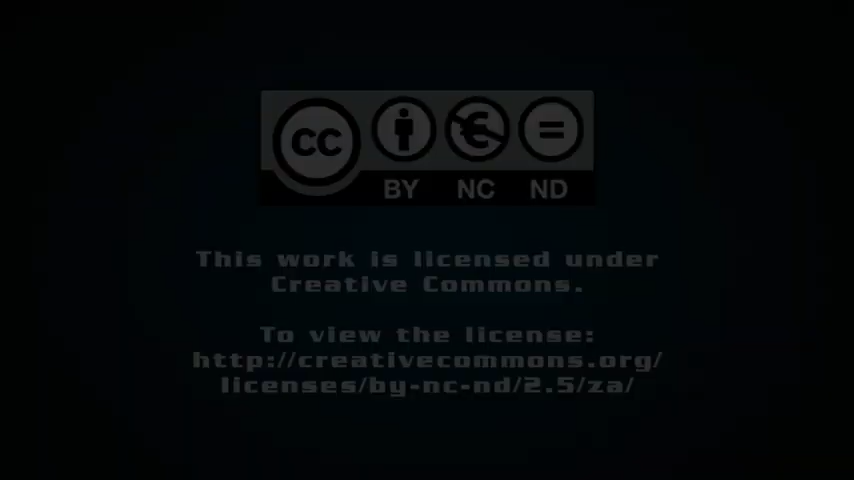 CC
BY NC ND
This work is licensed under
Creative Commons.
To view the license:
http://creativecommons.org/
licenses/by-nc-nd/2.5/za/